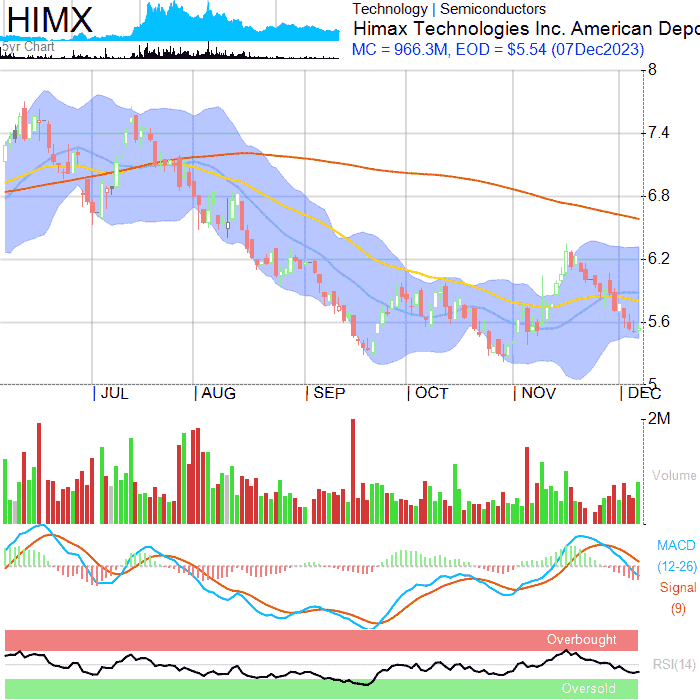 HIMX
5yr Chart
Technology | Semiconductors
Himax Technologies Inc. American Depo
MC = 966.3M, EOD = $5.54 (07Dec2023)
8
7.4
6.8
6.2
5.6
5
JUL AUG SEP OCT NOV DEC
2M
Volume
MACD
(12-26)
Signal
(9)
Overbought
RSI(14)
Oversold